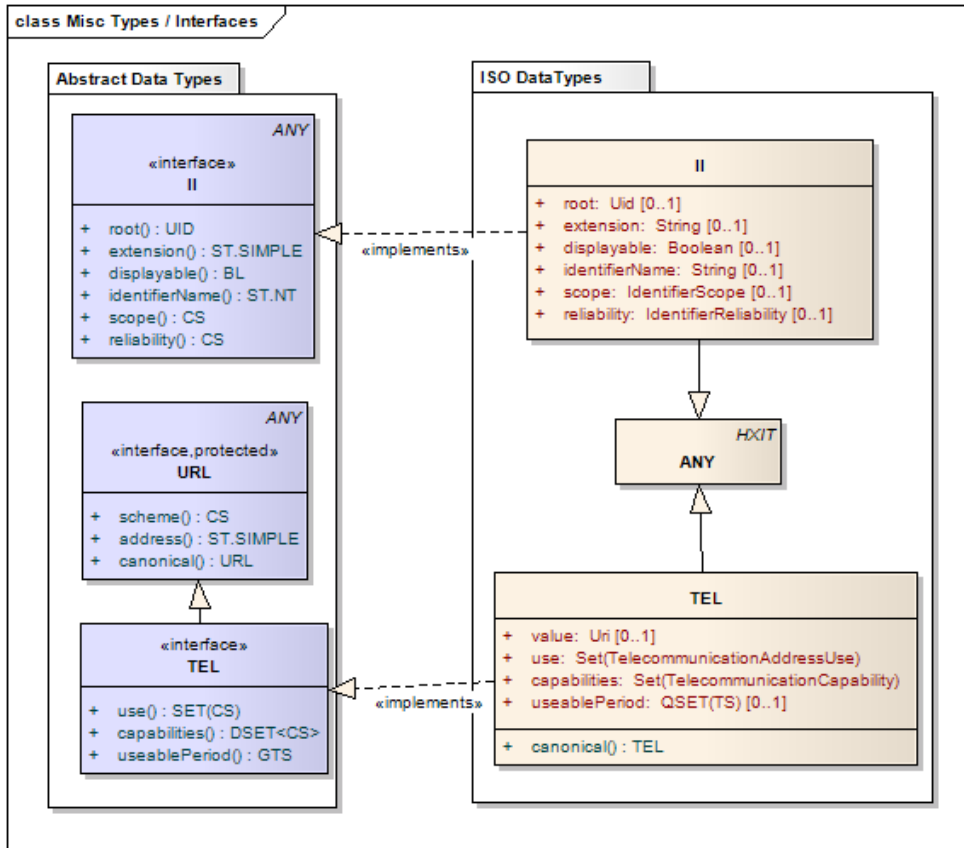 class Misc Types / Interfaces
Abstract Data Types
ANY
«interface»
II
+ root() : UID
+ extension() : ST.SIMPLE
+ displayable() : BL
+ identifierName() : ST.NT
+ scope() : CS
+ reliability() : CS
ANY
«interface,protected»
URL
+ scheme() : CS
+ address() : ST.SIMPLE
+ canonical() : URL
«interface»
TEL
+ use() : SET(CS)
+ capabilities() : DSET<CS>
+ useablePeriod() : GTS
«implements»
«implements»
ISO DataTypes
II
+ root: Uid [0..1]
+ extension: String [0..1]
+ displayable: Boolean [0..1]
+ identifierName: String [0..1]
+ scope: IdentifierScope [0..1]
+ reliability: IdentifierReliability [0..1]
HXIT
ANY
TEL
+ value: Uri [0..1]
+ use: Set(TelecommunicationAddressUse)
+ capabilities: Set(TelecommunicationCapability)
+ useablePeriod: QSET(TS) [0..1]
+ canonical() : TEL